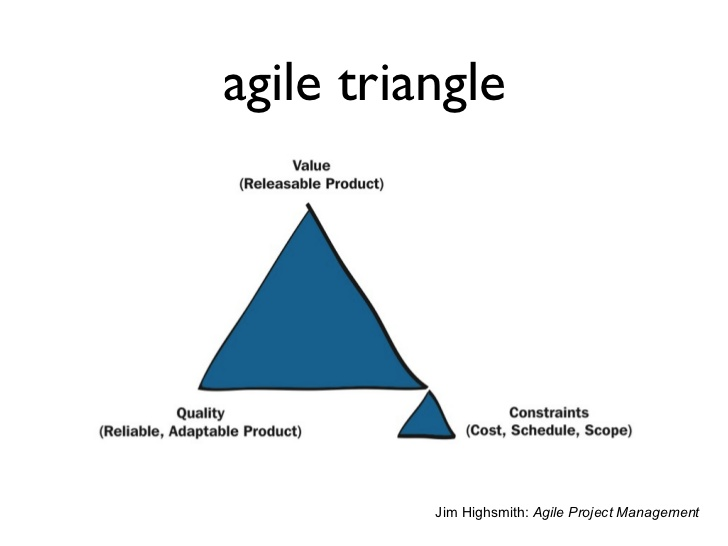 agile triangle
Value
(Releasable Product)
Quality
(Reliable, Adaptable Product)
Constraints
(Cost, Schedule, Scope)
Jim Highsmith: Agile Project Management